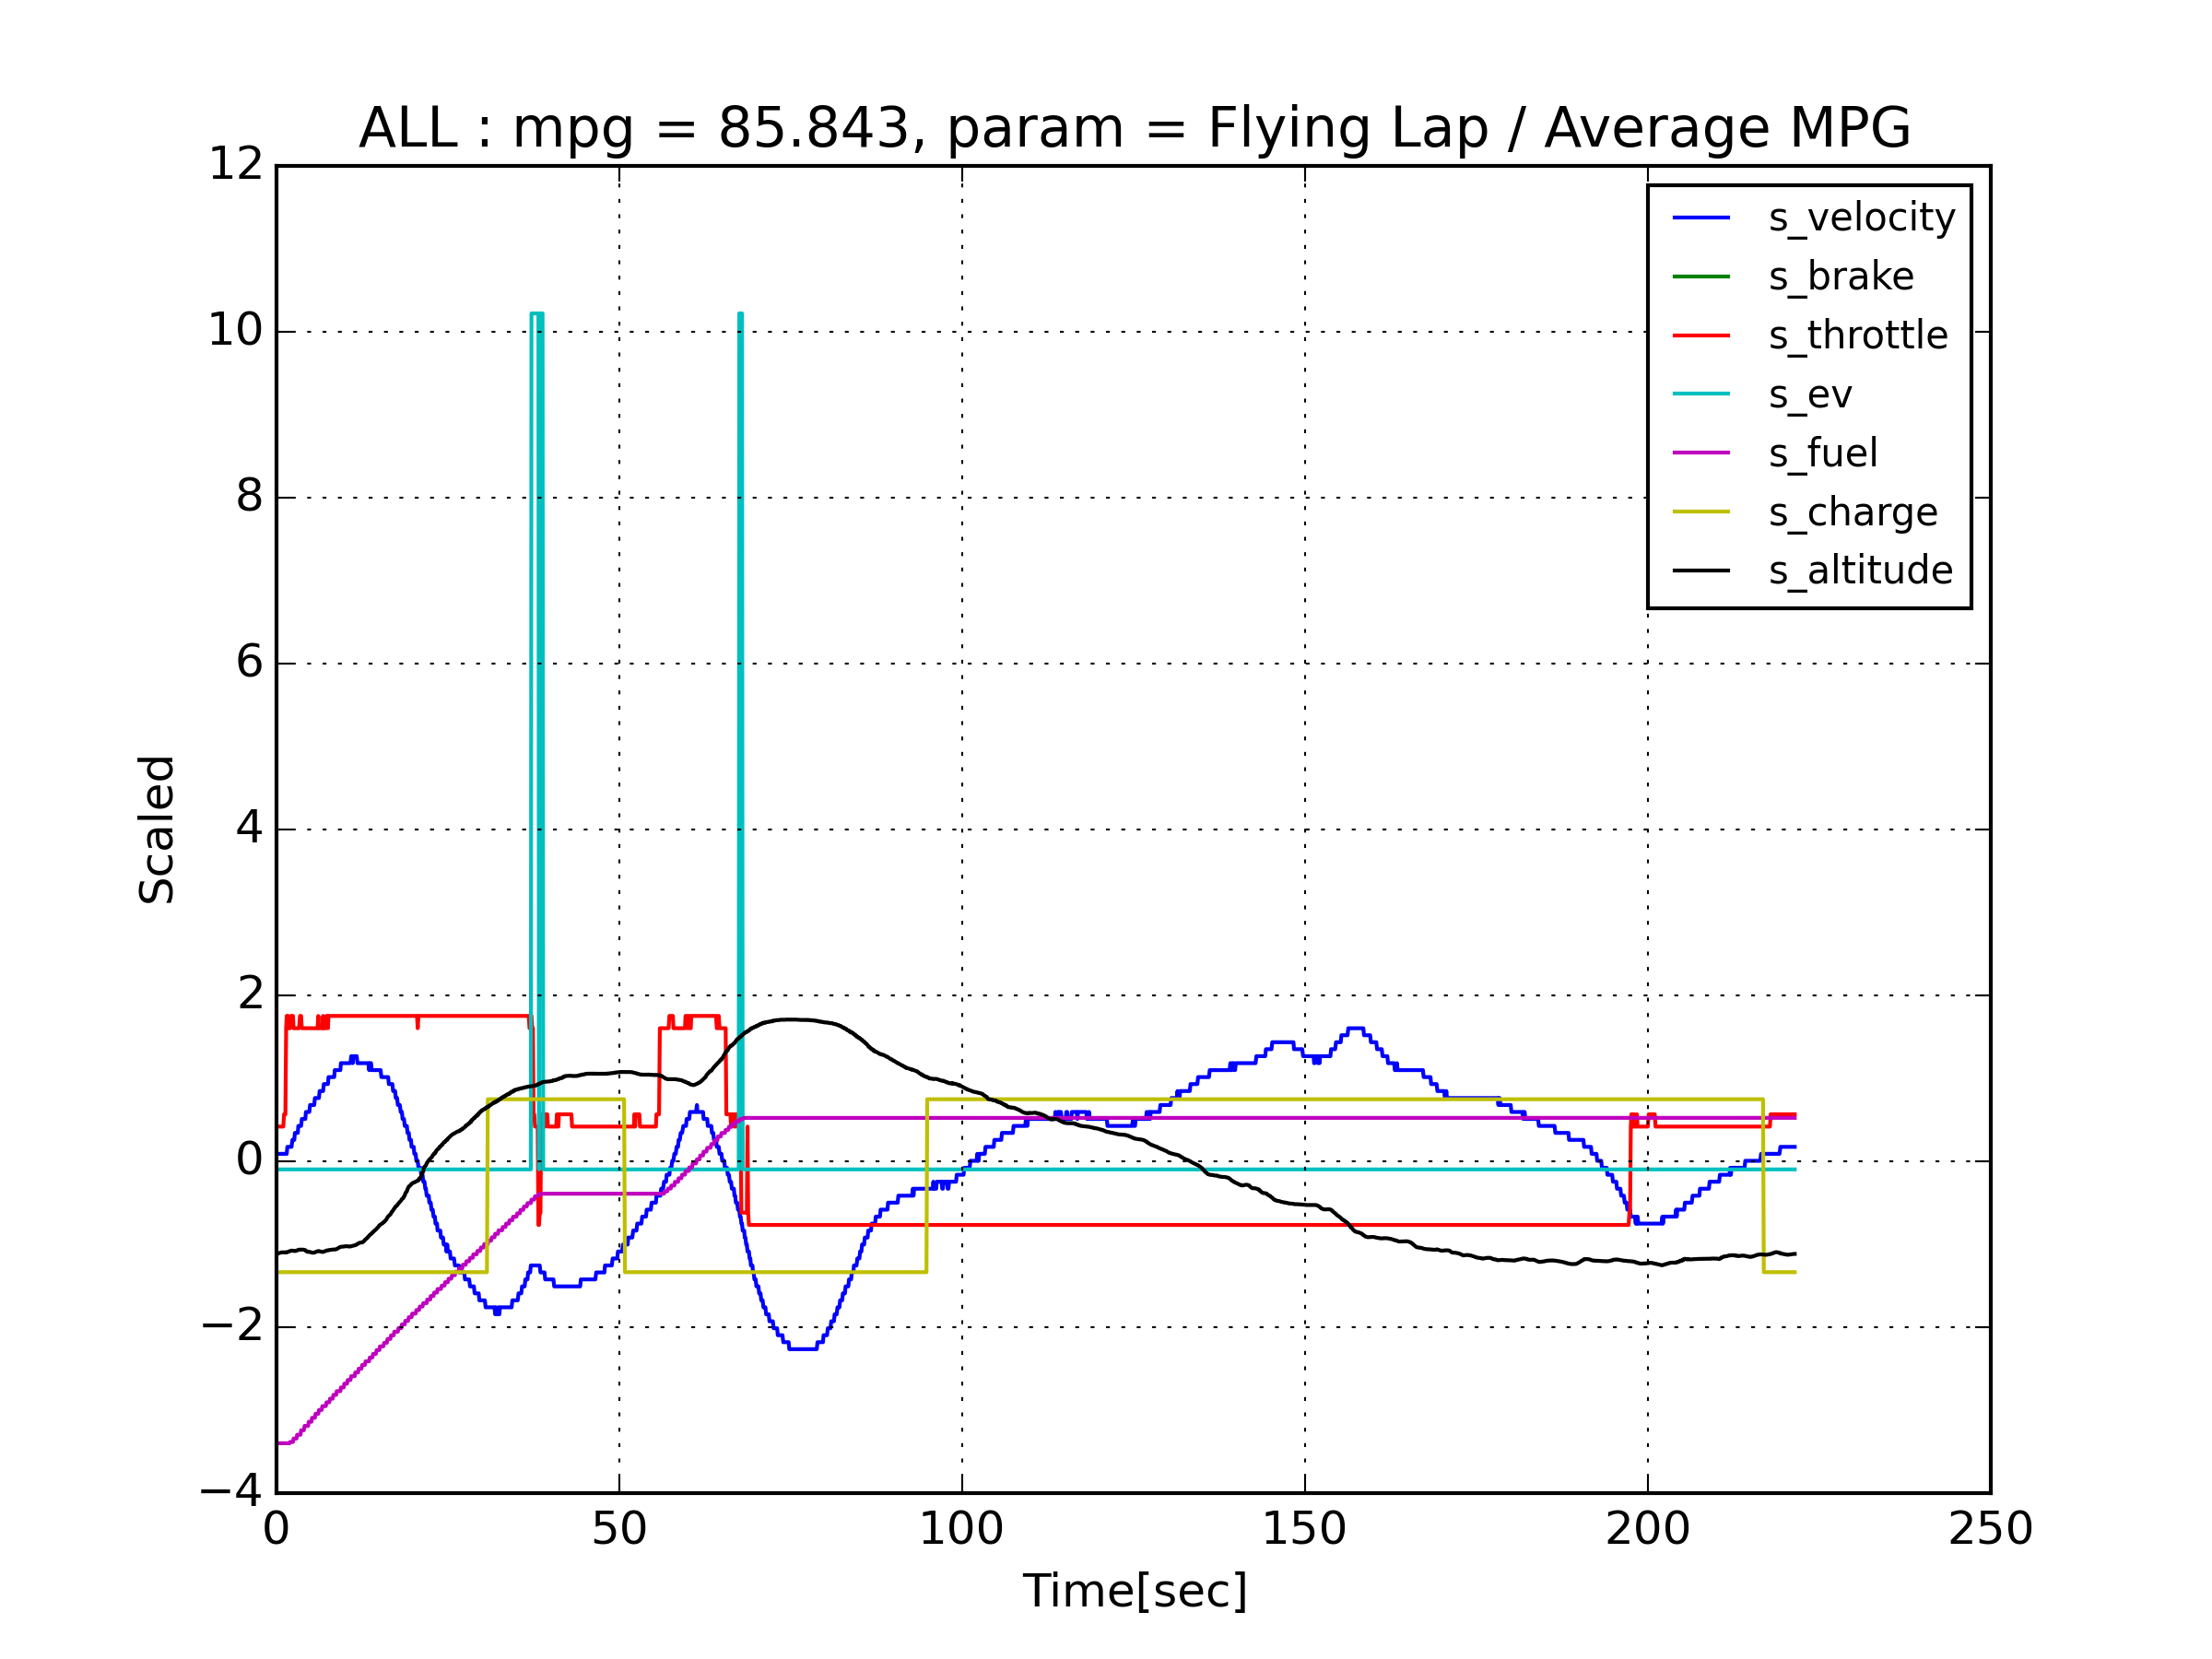 ALL : mpg = 85.843, param = Flying Lap / Average MPG
12
10
8
6
4
2
0
−2
−4
Scaled
0 50 100 150 200 250
Time[sec]
s_velocity
s_brake
s_throttle
s_ev
s_fuel
s_charge
s_altitude